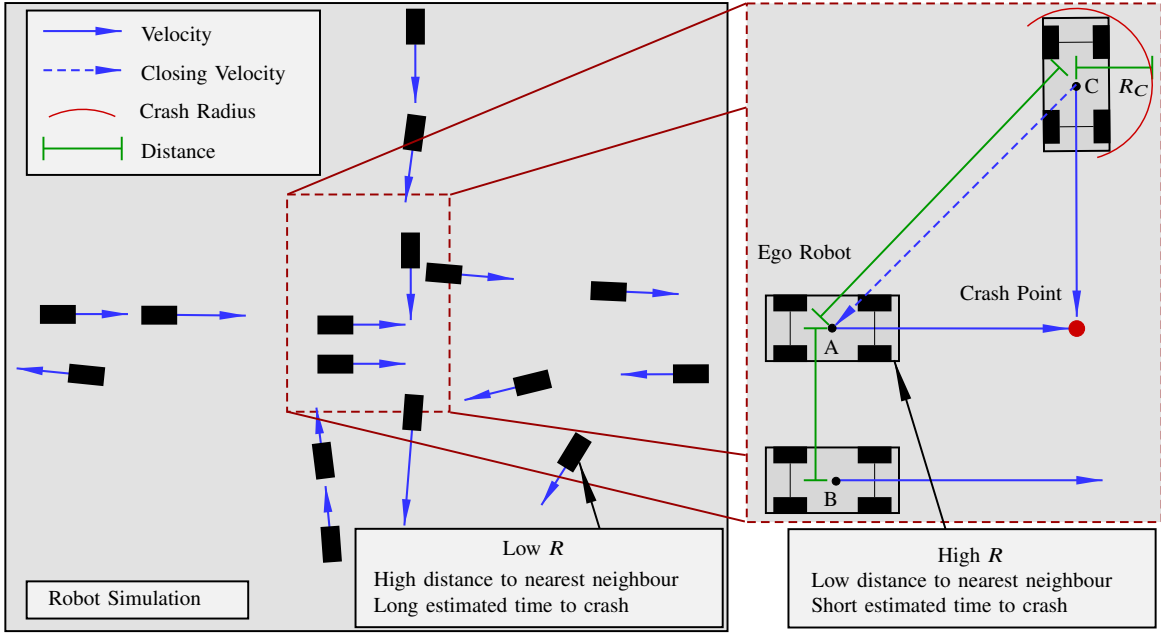 Velocity
Closing Velocity
Crash Radius
Distance
C
R_C
Ego Robot
Crash Point
A
B
Low R
High distance to nearest neighbour
Long estimated time to crash
High R
Low distance to nearest neighbour
Short estimated time to crash
Robot Simulation